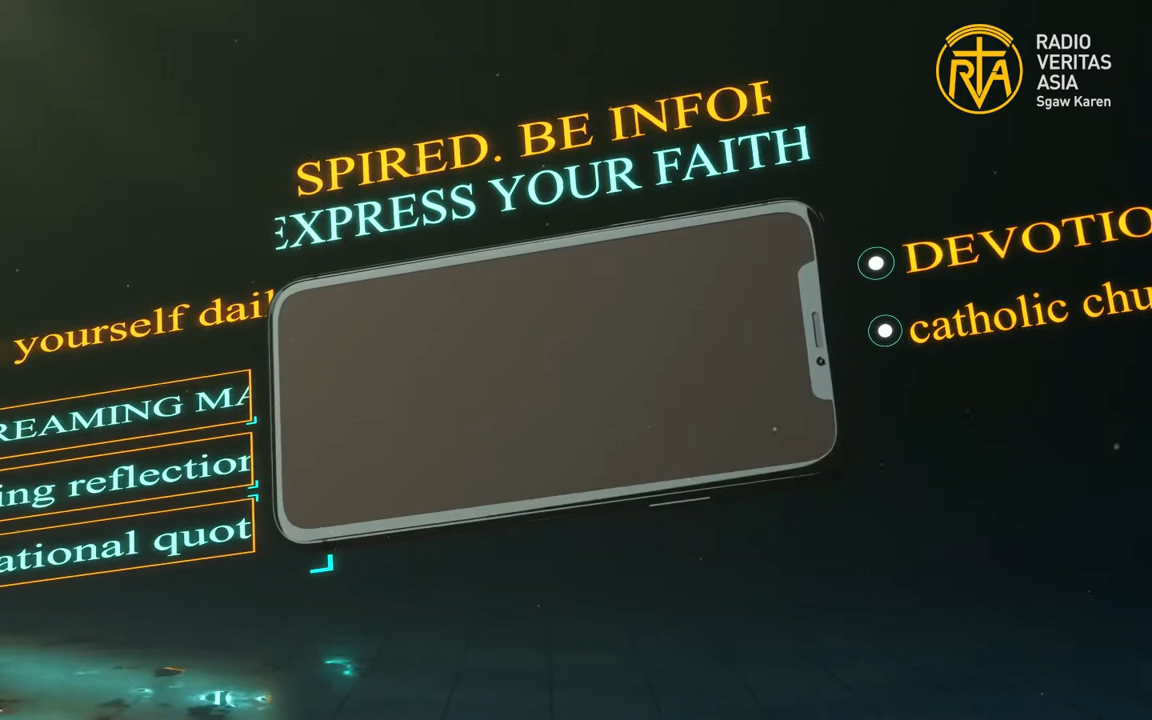 RADIO
VERITAS
ASIA
Sgaw Karen
RVA
SPIRED. BE INFOR
EXPRESS YOUR FAITH
yourself dail
REAMING MA
ing reflection
ational quot
DEVOTIO
catholic chu